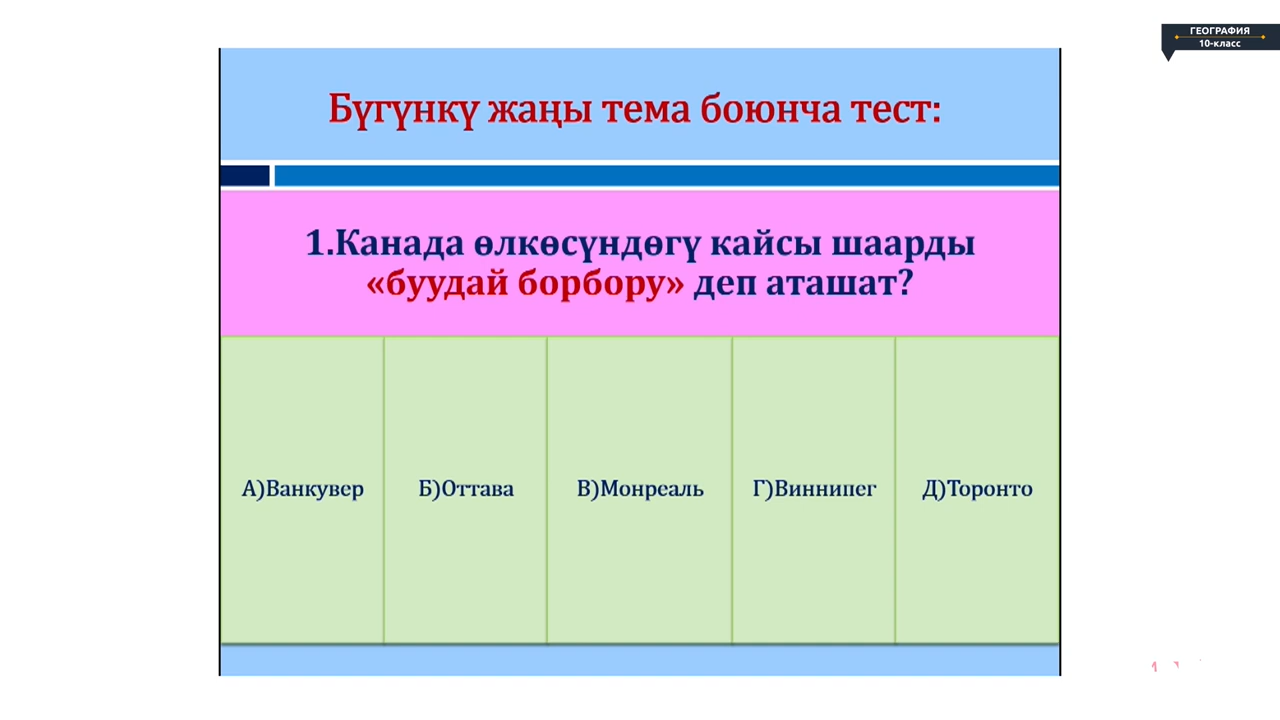 ГЕОГРАФИЯ
10-класс
Бүгүнкү жаңы тема боюнча тест:
1.Канада өлкөсүндөгү кайсы шаарды
«буудай борбору» деп аташат?
А)Ванкувер
Б)Оттава
В)Монреаль
Г)Виннипег
Д)Торонто